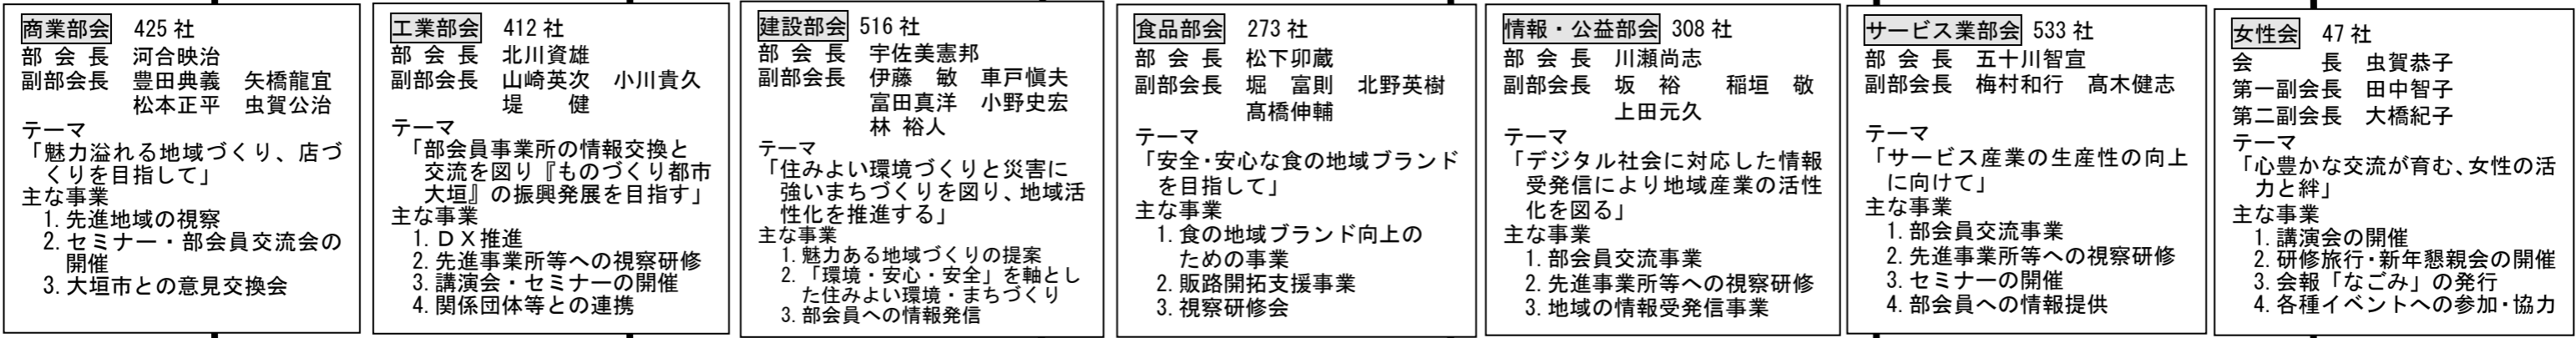 商業部会　425 社
部 会 長　河合映治
副部会長　豊田典義　矢橋龍宜
松本正平　虫賀公治
テーマ
「魅力溢れる地域づくり、店づ
くりを目指して」
主な事業
1. 先進地域の視察
2. セミナー・部会員交流会の
開催
3. 大垣市との意見交換会
工業部会　412 社
部 会 長　北川資雄
副部会長　山崎英次　小川貴久
堤　　健
テーマ
「部会員事業所の情報交換と
交流を図り『ものづくり都市
大垣』の振興発展を目指す」
主な事業
1. ＤＸ推進
2. 先進事業所等への視察研修
3. 講演会・セミナーの開催
4. 関係団体等との連携
建設部会 516 社
部 会 長　宇佐美憲邦
副部会長　伊藤　敏　車戸愼夫
富田真洋　小野史宏
林 裕人
テーマ
「住みよい環境づくりと災害に
強いまちづくりを図り、地域活
性化を推進する」
主な事業
1. 魅力ある地域づくりの提案
2. 「環境・安心・安全」を軸とし
た住みよい環境・まちづくり
3. 部会員への情報発信
食品部会　273 社
部 会 長　松下卯蔵
副部会長　堀　富則　北野英樹
髙橋伸輔
テーマ
「安全・安心な食の地域ブランド
を目指して」
主な事業
1. 食の地域ブランド向上の
ための事業
2. 販路開拓支援事業
3. 視察研修会
情報・公益部会 308 社
部 会 長　川瀬尚志
副部会長　坂　裕　　稲垣　敬
上田元久
テーマ
「デジタル社会に対応した情報
受発信により地域産業の活性
化を図る」
主な事業
1. 部会員交流事業
2. 先進事業所等への視察研修
3. 地域の情報受発信事業
サービス業部会 533 社
部 会 長　五十川智宣
副部会長　梅村和行　髙木健志
テーマ
「サービス産業の生産性の向上
に向けて」
主な事業
1. 部会員交流事業
2. 先進事業所等への視察研修
3. セミナーの開催
4. 部会員への情報提供
女性会　47 社
会　　　長　虫賀恭子
第一副会長　田中智子
第二副会長　大橋紀子
テーマ
「心豊かな交流が育む、女性の活
力と絆」
主な事業
1. 講演会の開催
2. 研修旅行・新年懇親会の開催
3. 会報「なごみ」の発行
4. 各種イベントへの参加・協力